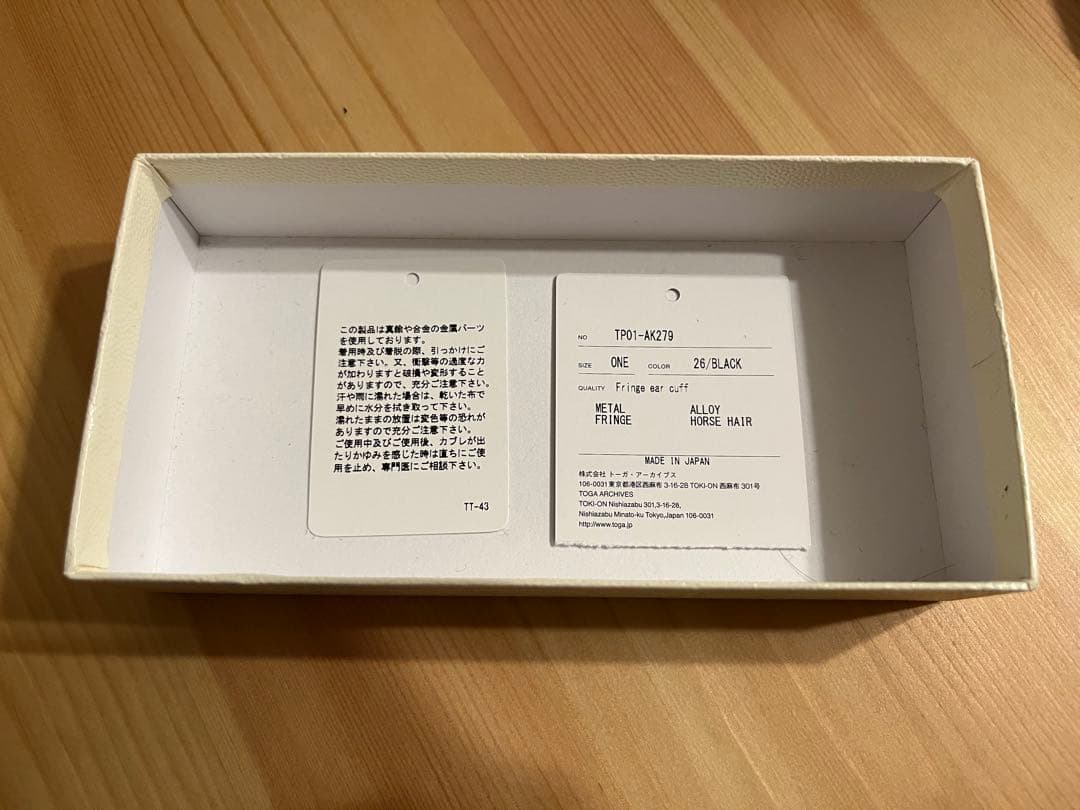 この製品は真鍮や合金の金属パーツ
を使用しております。
着用時及び着脱の際、引っかけにご
注意下さい。又、衝撃等の過度な力
が加わりますと破損や変形すること
がありますので、充分ご注意下さい。
汗や雨に濡れた場合は、乾いた布で
早めに水分を拭き取って下さい。
濡れたままの放置は変色等の恐れが
ありますので充分ご注意下さい。
ご使用中及びご使用後、カブレが出
たりかゆみを感じた時は直ちにご使
用を止め、専門医にご相談下さい。
TT-43
NO TP01-AK279
SIZE ONE COLOR 26/BLACK
QUALITY Fringe ear cuff
METAL ALLOY
FRINGE HORSE HAIR
MADE IN JAPAN
株式会社 トーガ・アーカイブス
106-0031 東京都港区西麻布 3-16-28 TOKI-ON 西麻布 301号
TOGA ARCHIVES
TOKI-ON Nishiazabu 301,3-16-28,
Nishiazabu Minato-ku Tokyo,Japan 106-0031
http://www.toga.jp